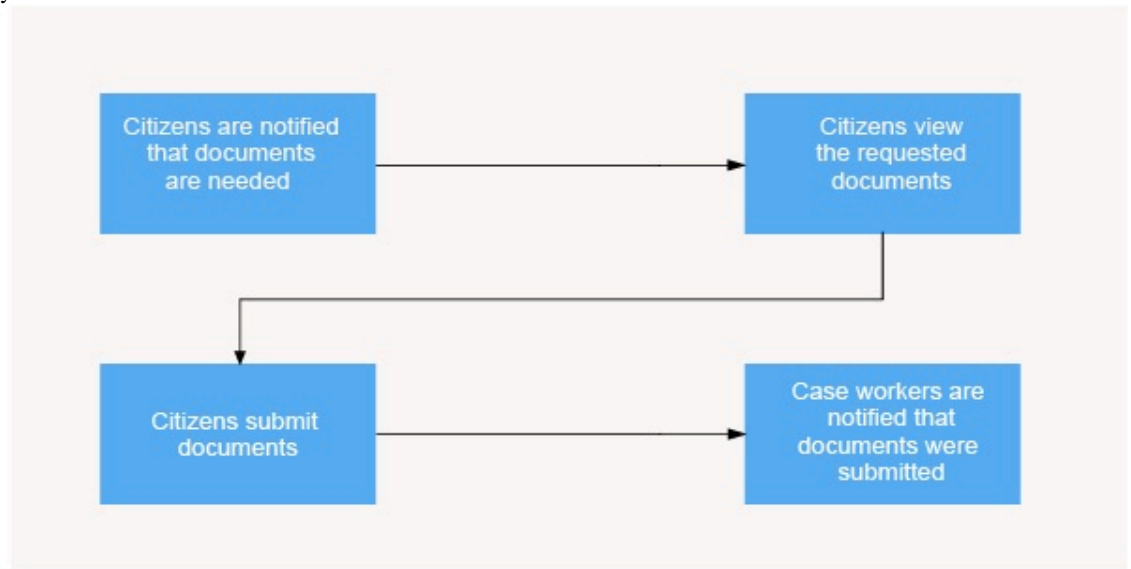 Citizens are notified
that documents
are needed
Citizens view
the requested
documents
Citizens submit
documents
Case workers are
notified that
documents were
submitted